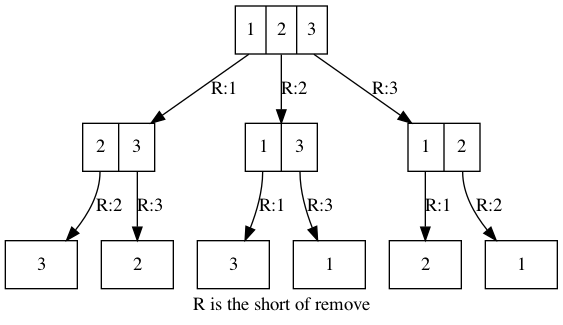 1 2 3
R:1 R:2 R:3
2 3 1 3 1 2
R:2 R:3 R:1 R:3 R:1 R:2
3 2 3 1 2 1
R is the short of remove